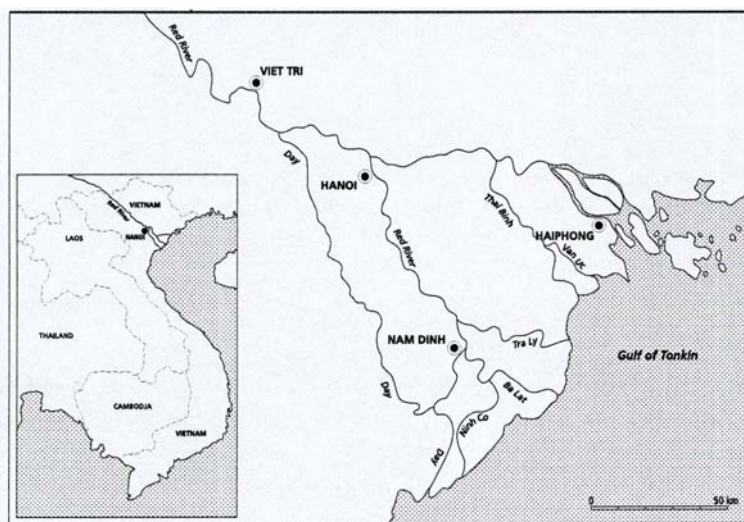 Red River
VIET TRI
Day
HANOI
Thai Binh
HAIPHONG
Van Uc
Red River
NAM DINH
Tra Ly
Gulf of Tonkin
Day
Ba Lat
Ninh Co
Day
0 50 km
VIETNAM
Red River
HANOI
LAOS
THAILAND
CAMBODJA
VIETNAM